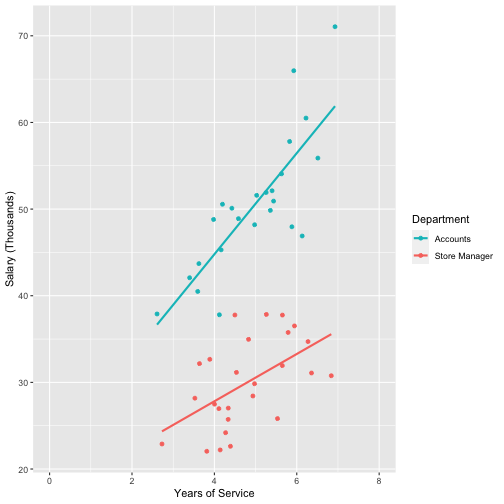 70
60
50
40
30
20
Salary (Thousands)
0 2 4 6 8
Years of Service
Department
Accounts
Store Manager